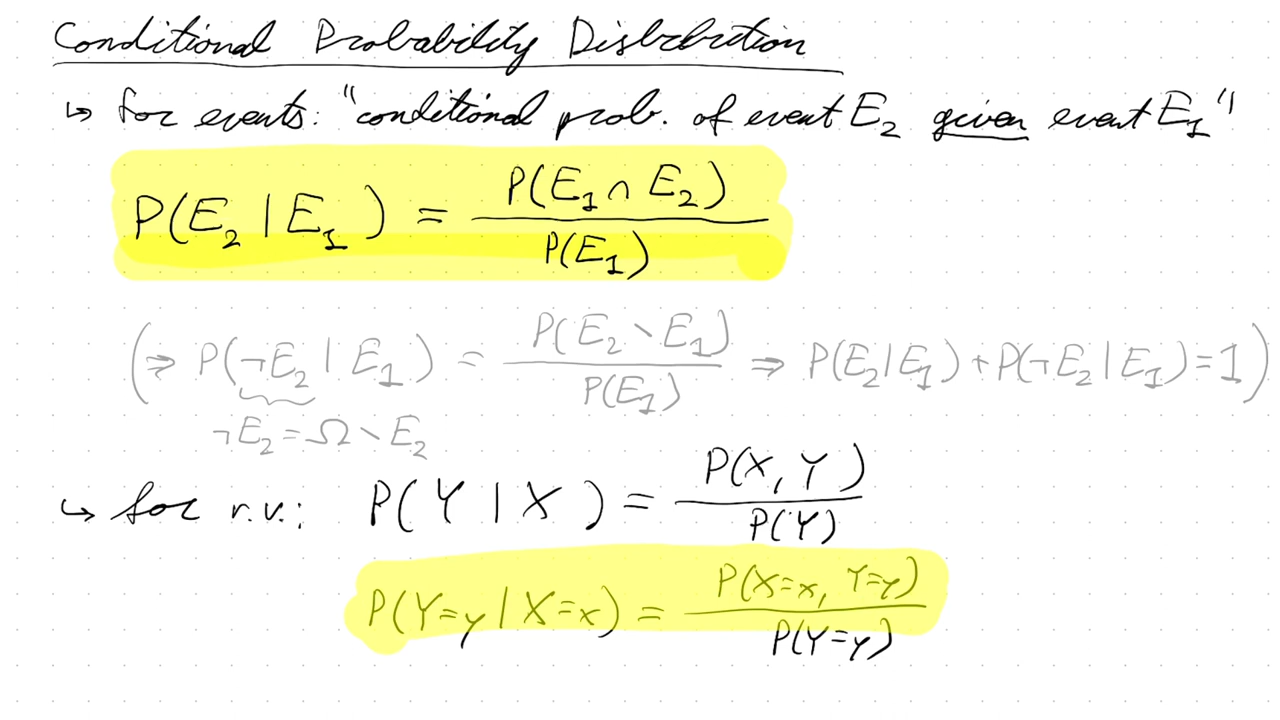 Conditional Probability Distribution
↳ for events: "conditional prob. of event E₂ given event E₁"
P(E₂ | E₁) = P(E₁ ∩ E₂) / P(E₁)
(⇒ P(¬E₂ | E₁) = P(E₂ \ E₁) / P(E₁) ⇒ P(E₂|E₁) + P(¬E₂ | E₁) = 1)
¬E₂ = Ω \ E₂
↳ for r.v.: P(Y | X) = P(X, Y) / P(Y)
P(Y=y | X=x) = P(X=x, Y=y) / P(Y=y)